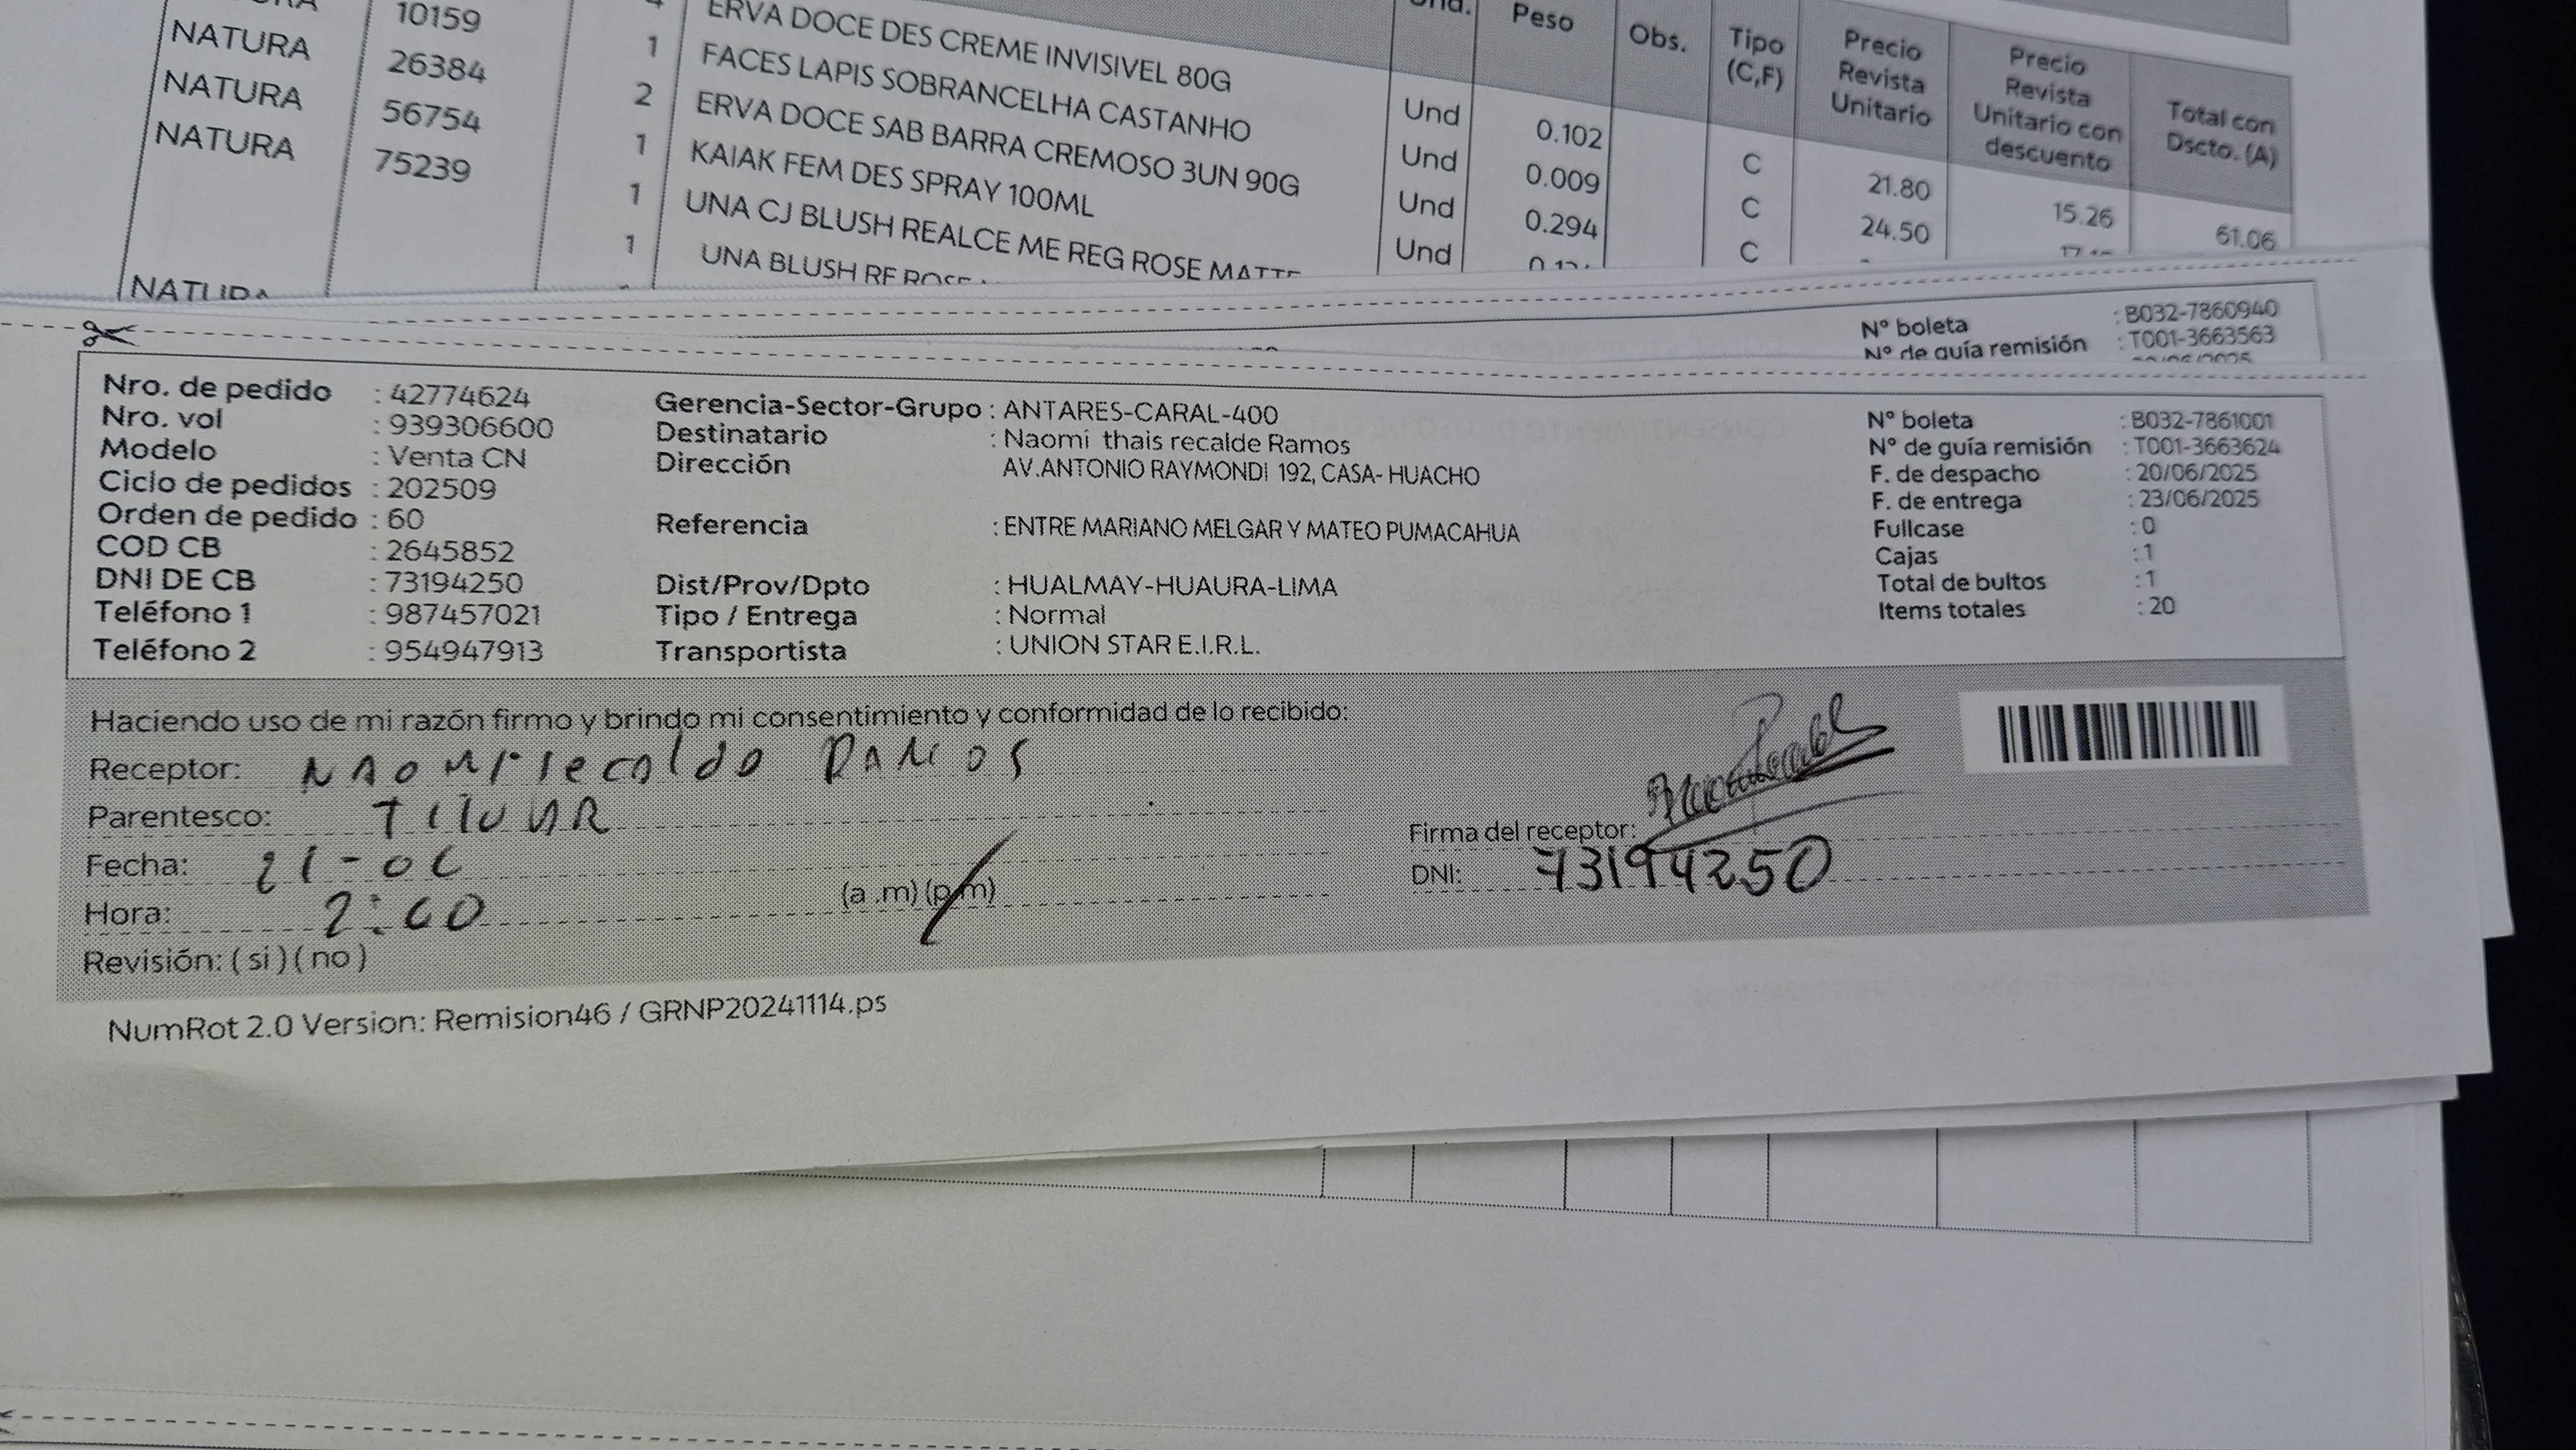 NATURA 10159 ERVA DOCE DES CREME INVISIVEL 80G
NATURA 26384 1 FACES LAPIS SOBRANCELHA CASTANHO
NATURA 56754 2 ERVA DOCE SAB BARRA CREMOSO 3UN 90G
NATURA 75239 1 KAIAK FEM DES SPRAY 100ML
1 UNA CJ BLUSH REALCE ME REG ROSE MATTE
1 UNA BLUSH RE ROSE
NATURA
Und. Peso Obs. Tipo (C,F) Precio Revista Unitario Precio Revista Unitario con descuento Total con Dscto. (A)
Und 0.102 C 21.80 15.26 61.06
Und 0.009 C 24.50
Und 0.294 C
Und
Nº boleta : B032-7860940
Nº de guía remisión : T001-3663563
Nro. de pedido : 42774624
Nro. vol : 939306600
Modelo : Venta CN
Ciclo de pedidos : 202509
Orden de pedido : 60
COD CB : 2645852
DNI DE CB : 73194250
Teléfono 1 : 987457021
Teléfono 2 : 954947913
Gerencia-Sector-Grupo : ANTARES-CARAL-400
Destinatario : Naomi thais recalde Ramos
Dirección AV.ANTONIO RAYMONDI 192, CASA- HUACHO
Referencia : ENTRE MARIANO MELGAR Y MATEO PUMACAHUA
Dist/Prov/Dpto : HUALMAY-HUAURA-LIMA
Tipo / Entrega : Normal
Transportista : UNION STAR E.I.R.L.
Nº boleta : B032-7861001
Nº de guía remisión : T001-3663624
F. de despacho : 20/06/2025
F. de entrega : 23/06/2025
Fullcase : 0
Cajas : 1
Total de bultos : 1
Items totales : 20
Haciendo uso de mi razón firmo y brindo mi consentimiento y conformidad de lo recibido:
Receptor: NAOMI recalde RAMOS
Parentesco: TITULAR
Fecha: 21-06
Hora: 2:00 (a .m) (p.m)
Revisión: ( si ) ( no )
Firma del receptor:
DNI: 73194250
NumRot 2.0 Version: Remision46 / GRNP20241114.ps